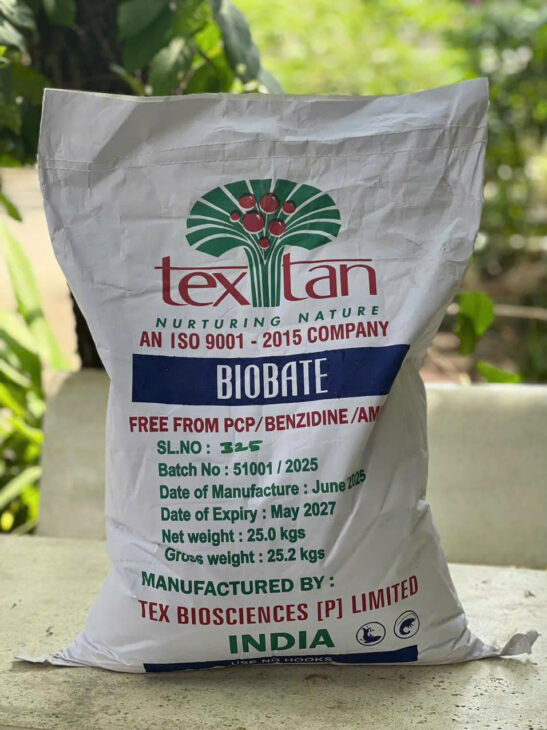 tex tan
NURTURING NATURE
AN ISO 9001 - 2015 COMPANY
BIOBATE
FREE FROM PCP/BENZIDINE /AM
SL.NO : 325
Batch No : 51001 / 2025
Date of Manufacture : June 2025
Date of Expiry : May 2027
Net weight : 25.0 kgs
Gross weight : 25.2 kgs
MANUFACTURED BY :
TEX BIOSCIENCES [P] LIMITED
INDIA
USE NO HOOKS